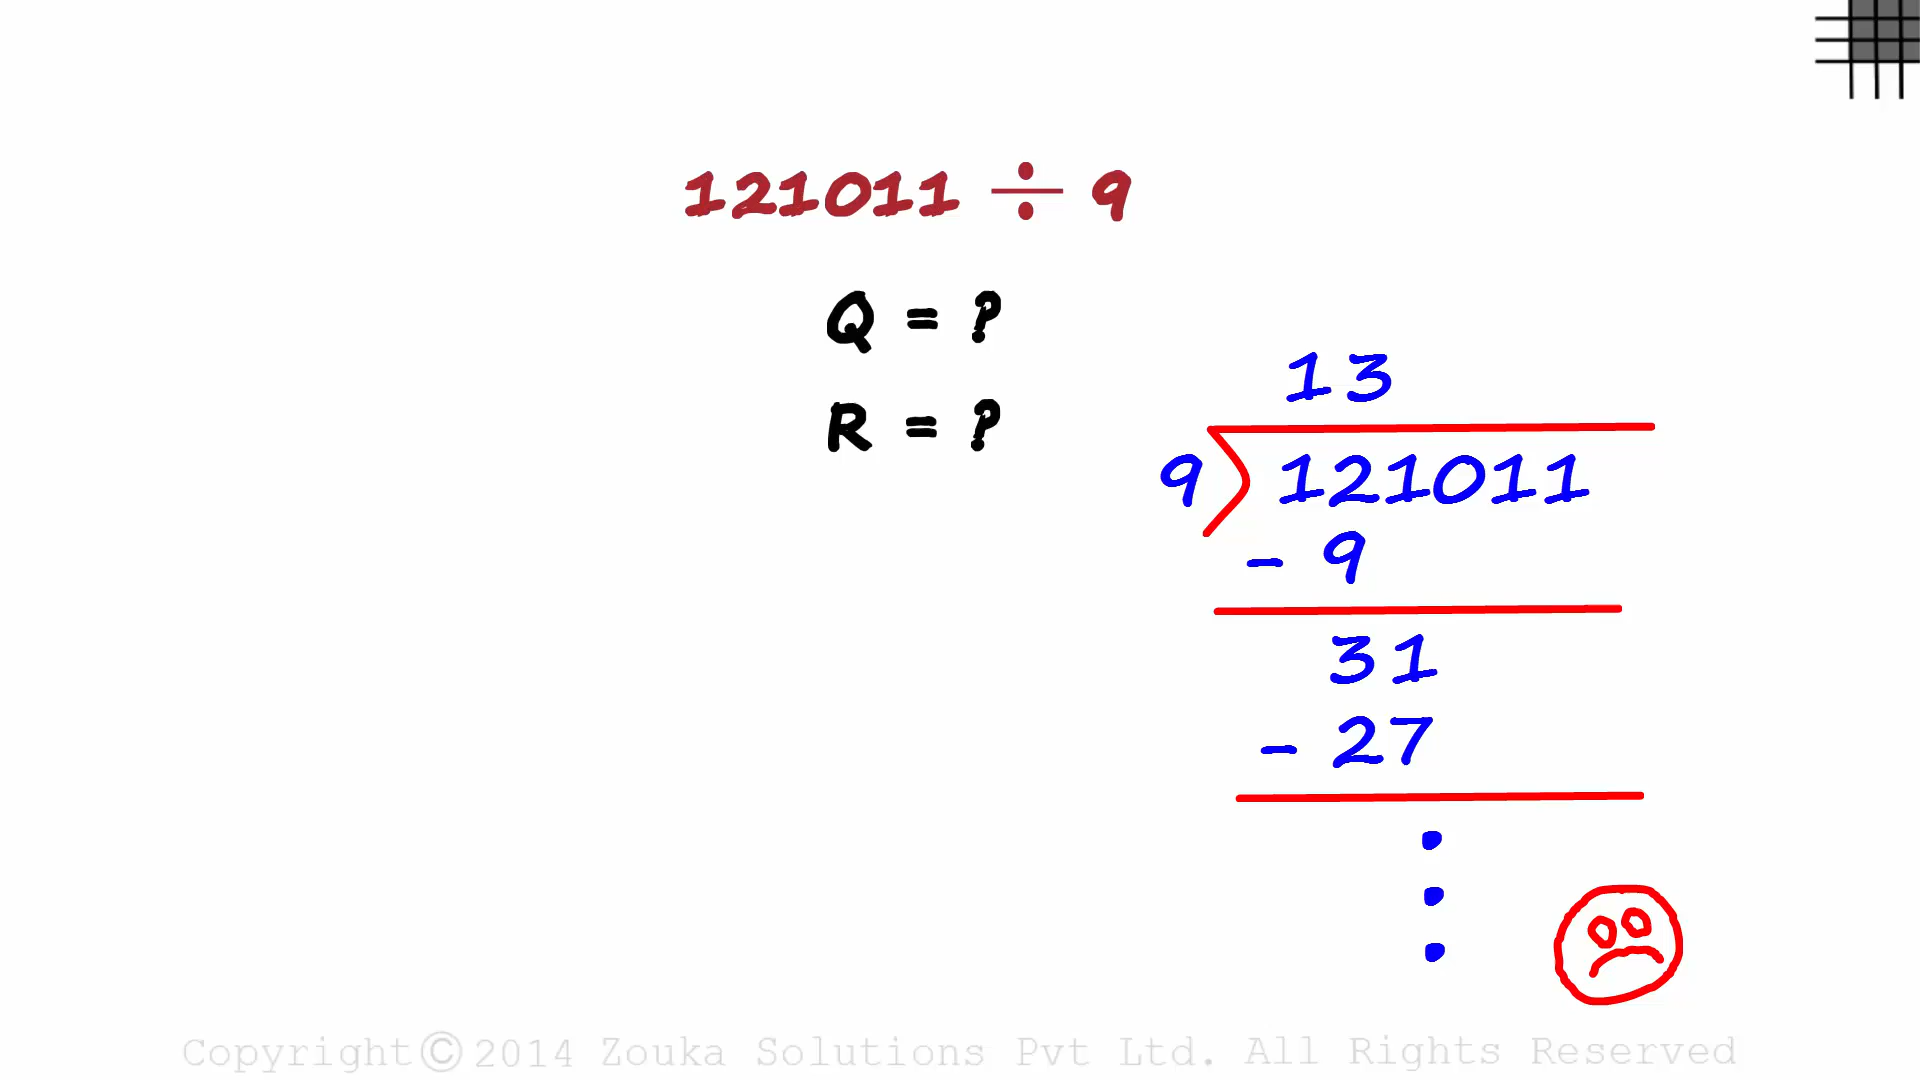 121011 ÷ 9
Q = ?
R = ?
13
9 121011
- 9
31
- 27
Copyright©2014 Zouka Solutions Pvt Ltd. All Rights Reserved